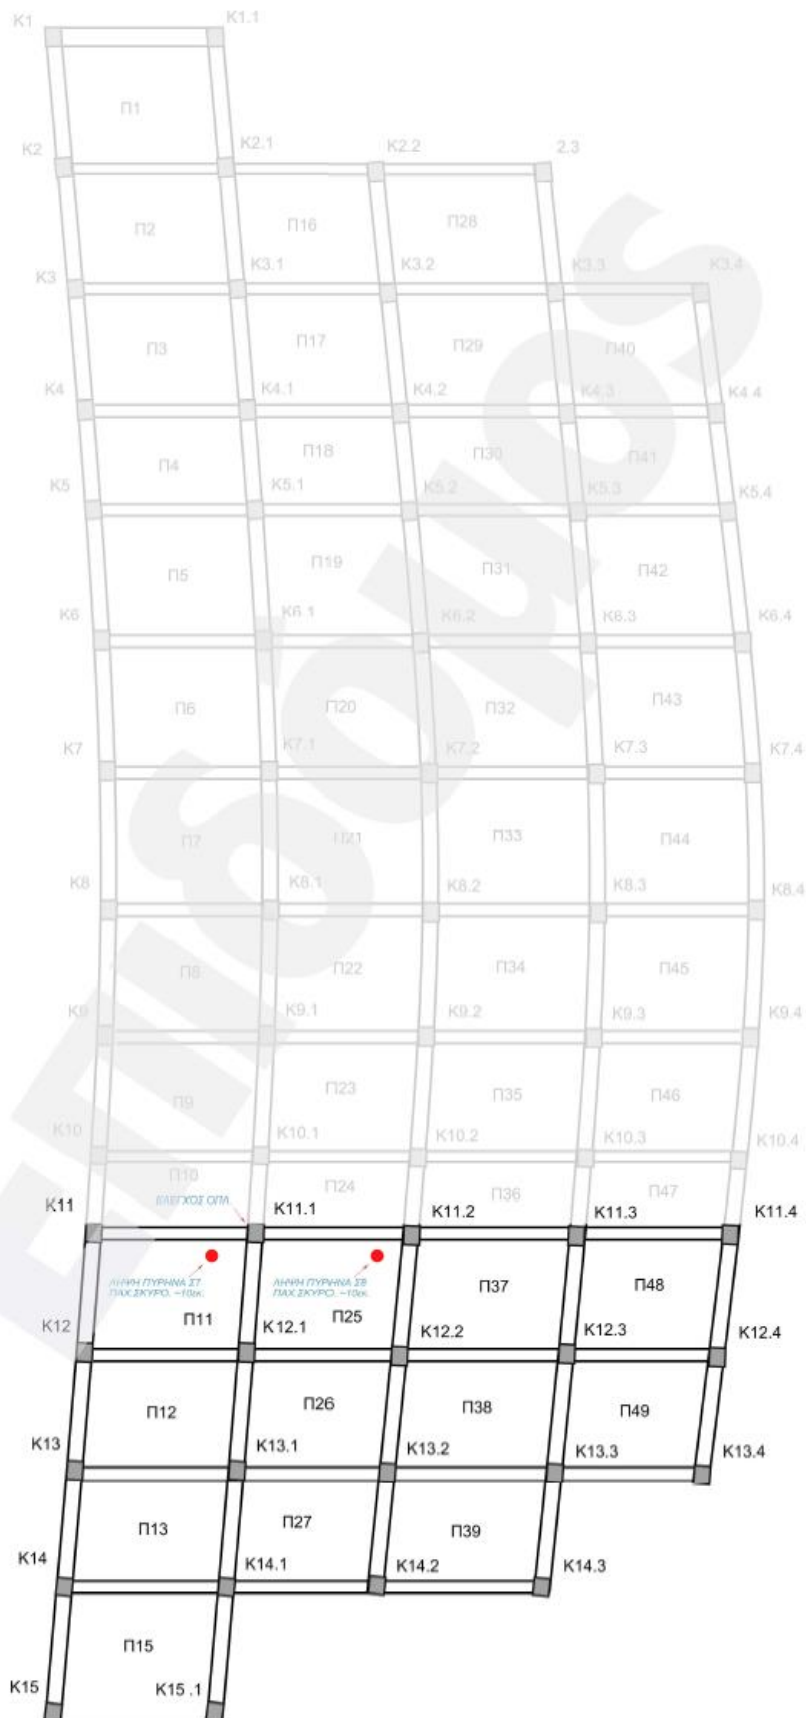 K1 K1.1
Π1
K2 K2.1 K2.2 2.3
Π2 Π16 Π28
K3 K3.1 K3.2 K3.3 K3.4
Π3 Π17 Π29 Π40
K4 K4.1 K4.2 K4.3 K4.4
Π4 Π18 Π30 Π41
K5 K5.1 K5.2 K5.3 K5.4
Π5 Π19 Π31 Π42
K6 K6.1 K6.2 K6.3 K6.4
Π6 Π20 Π32 Π43
K7 K7.1 K7.2 K7.3 K7.4
Π7 Π21 Π33 Π44
K8 K8.1 K8.2 K8.3 K8.4
Π8 Π22 Π34 Π45
K9 K9.1 K9.2 K9.3 K9.4
Π9 Π23 Π35 Π46
K10 K10.1 K10.2 K10.3 K10.4
Π10 Π24 Π36 Π47
K11 ΕΛΕΓΧΟΣ ΟΠΛ. K11.1 K11.2 K11.3 K11.4
ΛΗΨΗ ΠΥΡΗΝΑ Σ7 ΛΗΨΗ ΠΥΡΗΝΑ Σ8
ΠΑΧ.ΣΚΥΡΟ. ~10εκ. ΠΑΧ.ΣΚΥΡΟ. ~10εκ.
Π11 Π25 Π37 Π48
K12 K12.1 K12.2 K12.3 K12.4
Π12 Π26 Π38 Π49
K13 K13.1 K13.2 K13.3 K13.4
Π13 Π27 Π39
K14 K14.1 K14.2 K14.3
Π15
K15 K15 .1
Επίδομος